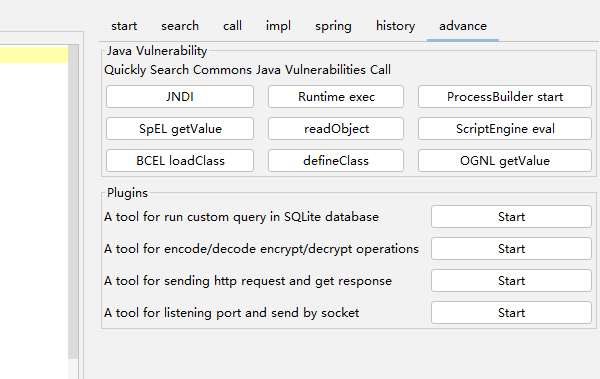 start search call impl spring history advance
Java Vulnerability
Quickly Search Commons Java Vulnerabilities Call
JNDI Runtime exec ProcessBuilder start
SpEL getValue readObject ScriptEngine eval
BCEL loadClass defineClass OGNL getValue
Plugins
A tool for run custom query in SQLite database Start
A tool for encode/decode encrypt/decrypt operations Start
A tool for sending http request and get response Start
A tool for listening port and send by socket Start